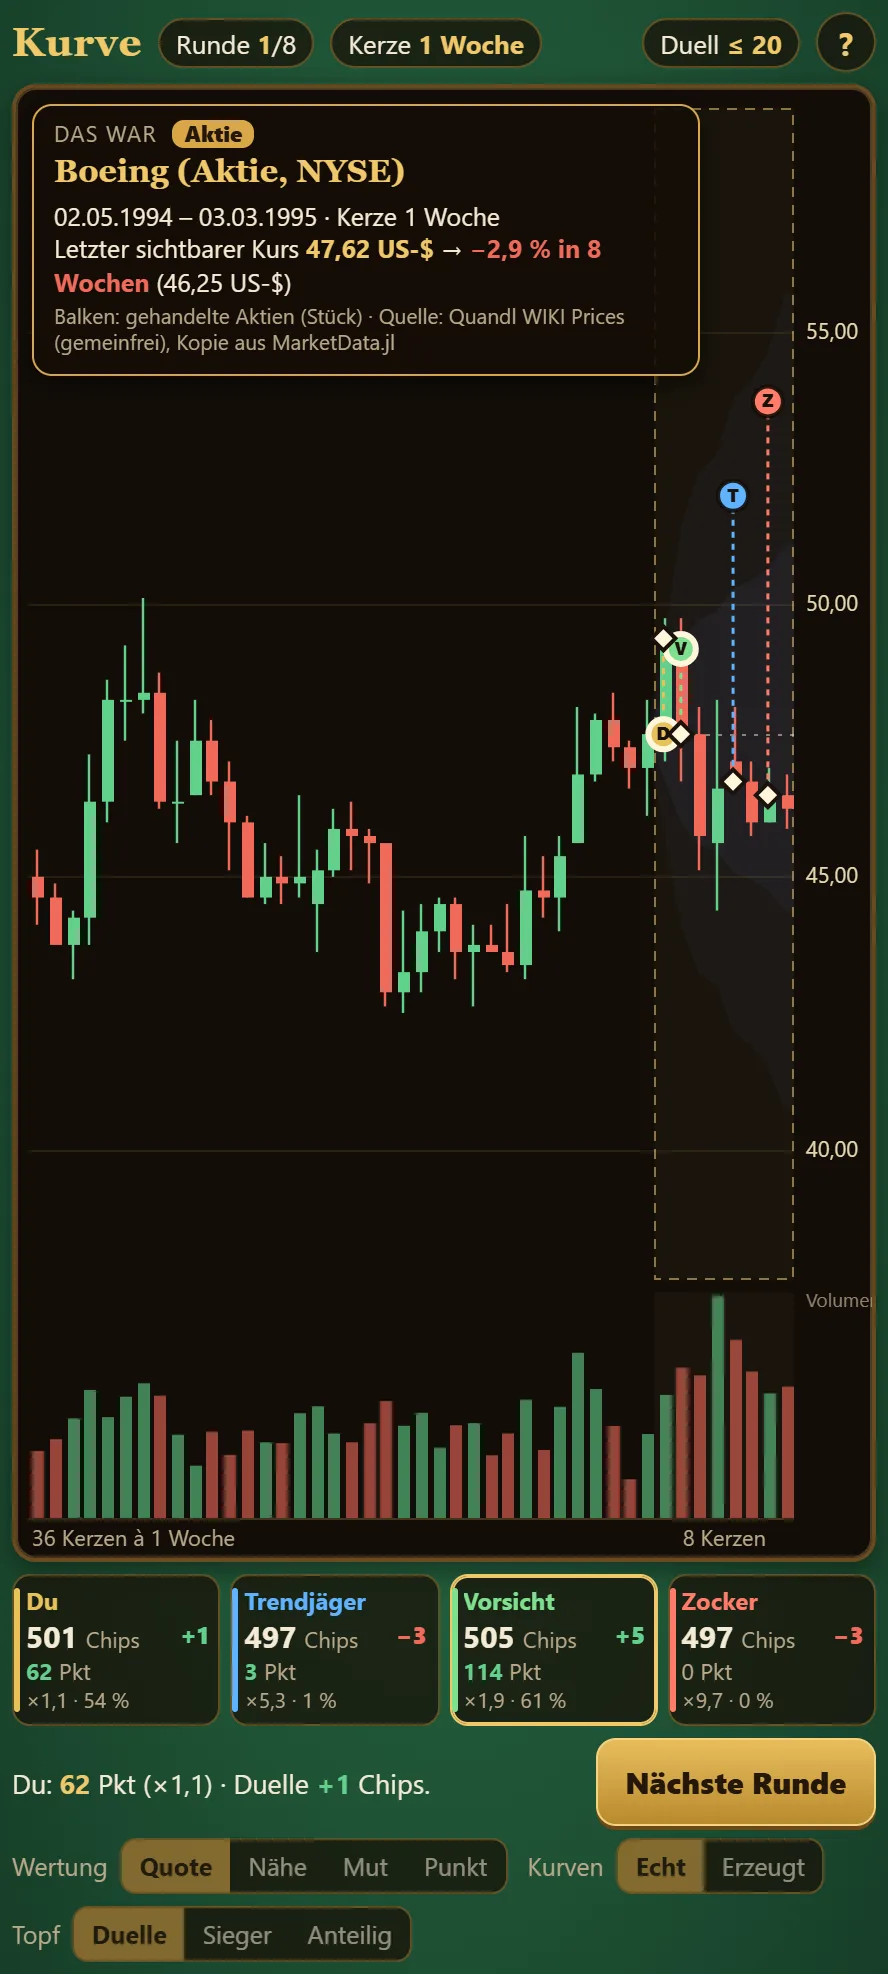 Kurve
Runde 1/8
Kerze 1 Woche
Duell ≤ 20
?
DAS WAR Aktie
Boeing (Aktie, NYSE)
02.05.1994 – 03.03.1995 · Kerze 1 Woche
Letzter sichtbarer Kurs 47,62 US-$ → −2,9 % in 8
Wochen (46,25 US-$)
Balken: gehandelte Aktien (Stück) · Quelle: Quandl WIKI Prices
(gemeinfrei), Kopie aus MarketData.jl
55,00
Z
T
50,00
V
D
45,00
40,00
Volumen
36 Kerzen à 1 Woche
8 Kerzen
Du
501 Chips +1
62 Pkt
×1,1 · 54 %
Trendjäger
497 Chips −3
3 Pkt
×5,3 · 1 %
Vorsicht
505 Chips +5
114 Pkt
×1,9 · 61 %
Zocker
497 Chips −3
0 Pkt
×9,7 · 0 %
Du: 62 Pkt (×1,1) · Duelle +1 Chips.
Nächste Runde
Wertung Quote Nähe Mut Punkt
Kurven Echt Erzeugt
Topf Duelle Sieger Anteilig